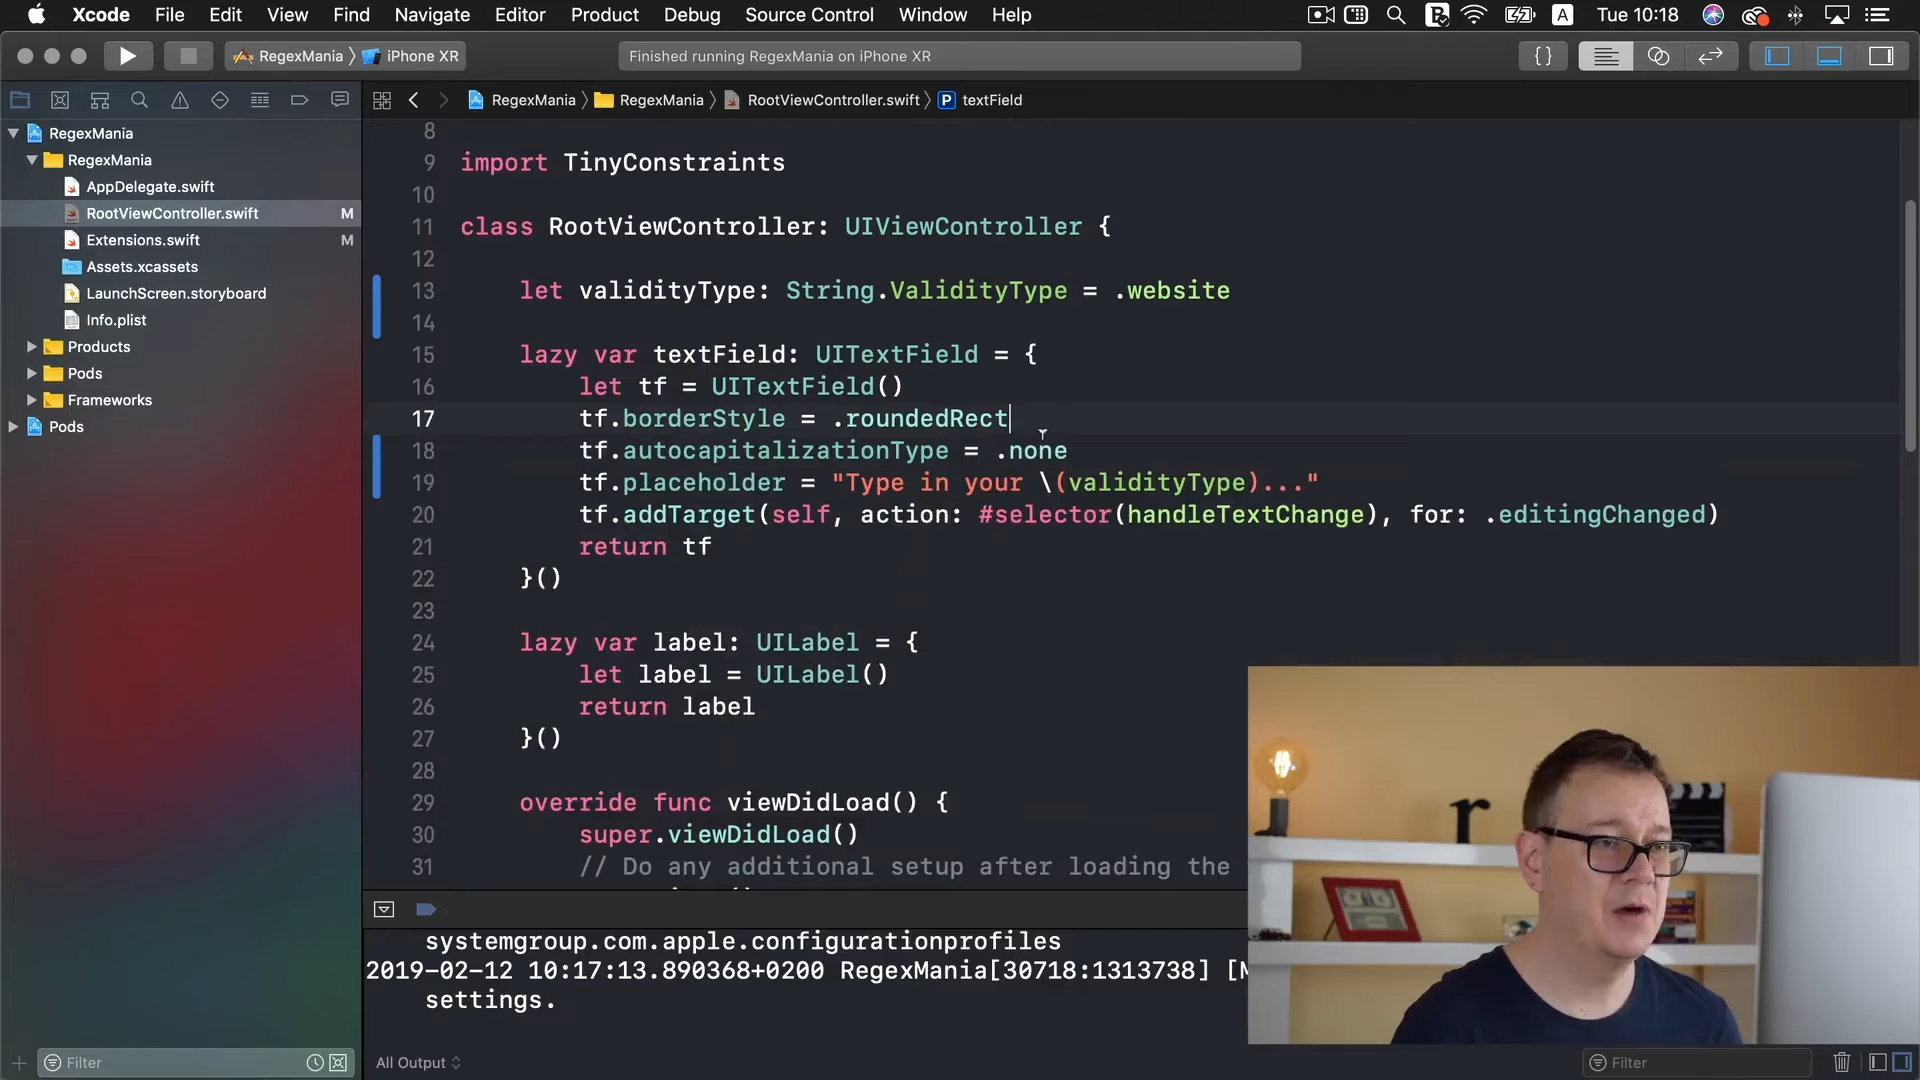 Xcode File Edit View Find Navigate Editor Product Debug Source Control Window Help A Tue 10:18
RegexMania iPhone XR Finished running RegexMania on iPhone XR {}
RegexMania RegexMania RootViewController.swift P textField
RegexMania
RegexMania
AppDelegate.swift
RootViewController.swift M
Extensions.swift M
Assets.xcassets
LaunchScreen.storyboard
Info.plist
Products
Pods
Frameworks
Pods
Filter
8
9 import TinyConstraints
10
11 class RootViewController: UIViewController {
12
13 let validityType: String.ValidityType = .website
14
15 lazy var textField: UITextField = {
16 let tf = UITextField()
17 tf.borderStyle = .roundedRect
18 tf.autocapitalizationType = .none
19 tf.placeholder = "Type in your \(validityType)..."
20 tf.addTarget(self, action: #selector(handleTextChange), for: .editingChanged)
21 return tf
22 }()
23
24 lazy var label: UILabel = {
25 let label = UILabel()
26 return label
27 }()
28
29 override func viewDidLoad() {
30 super.viewDidLoad()
31 // Do any additional setup after loading the
systemgroup.com.apple.configurationprofiles
2019-02-12 10:17:13.890368+0200 RegexMania[30718:1313738] [M
settings.
All Output
Filter
r